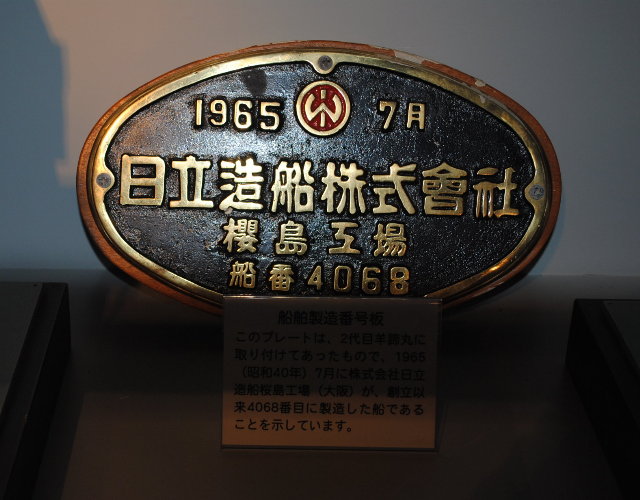 1965 7月
日立造船株式會社
櫻島工場
船番4068
船舶製造番号板
このプレートは、2代目羊蹄丸に
取り付けてあったもので、1965
(昭和40年)7月に株式会社日立
造船桜島工場(大阪)が、創立以
来4068番目に製造した船である
ことを示しています。